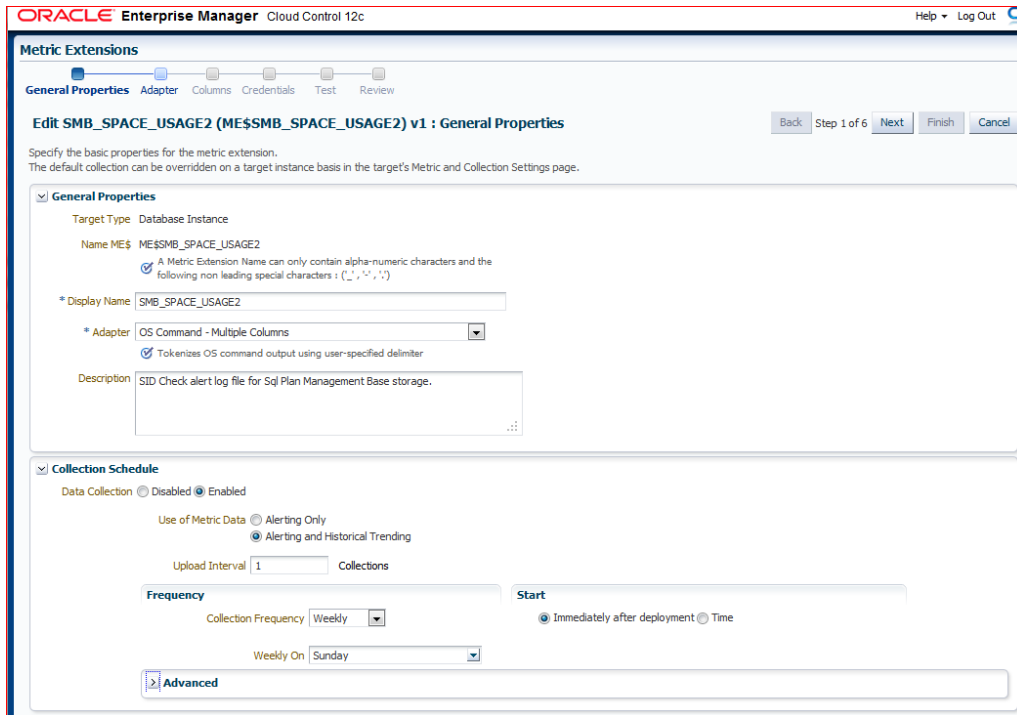 ORACLE Enterprise Manager Cloud Control 12c Help Log Out
Metric Extensions
General Properties Adapter Columns Credentials Test Review
Edit SMB_SPACE_USAGE2 (ME$SMB_SPACE_USAGE2) v1 : General Properties Back Step 1 of 6 Next Finish Cancel
Specify the basic properties for the metric extension.
The default collection can be overridden on a target instance basis in the target's Metric and Collection Settings page.
General Properties
Target Type Database Instance
Name ME$ ME$SMB_SPACE_USAGE2
A Metric Extension Name can only contain alpha-numeric characters and the
following non leading special characters : ('_' , '-' , '.')
* Display Name SMB_SPACE_USAGE2
* Adapter OS Command - Multiple Columns
Tokenizes OS command output using user-specified delimiter
Description SID Check alert log file for Sql Plan Management Base storage.
Collection Schedule
Data Collection Disabled Enabled
Use of Metric Data Alerting Only
Alerting and Historical Trending
Upload Interval 1 Collections
Frequency Start
Collection Frequency Weekly Immediately after deployment Time
Weekly On Sunday
Advanced